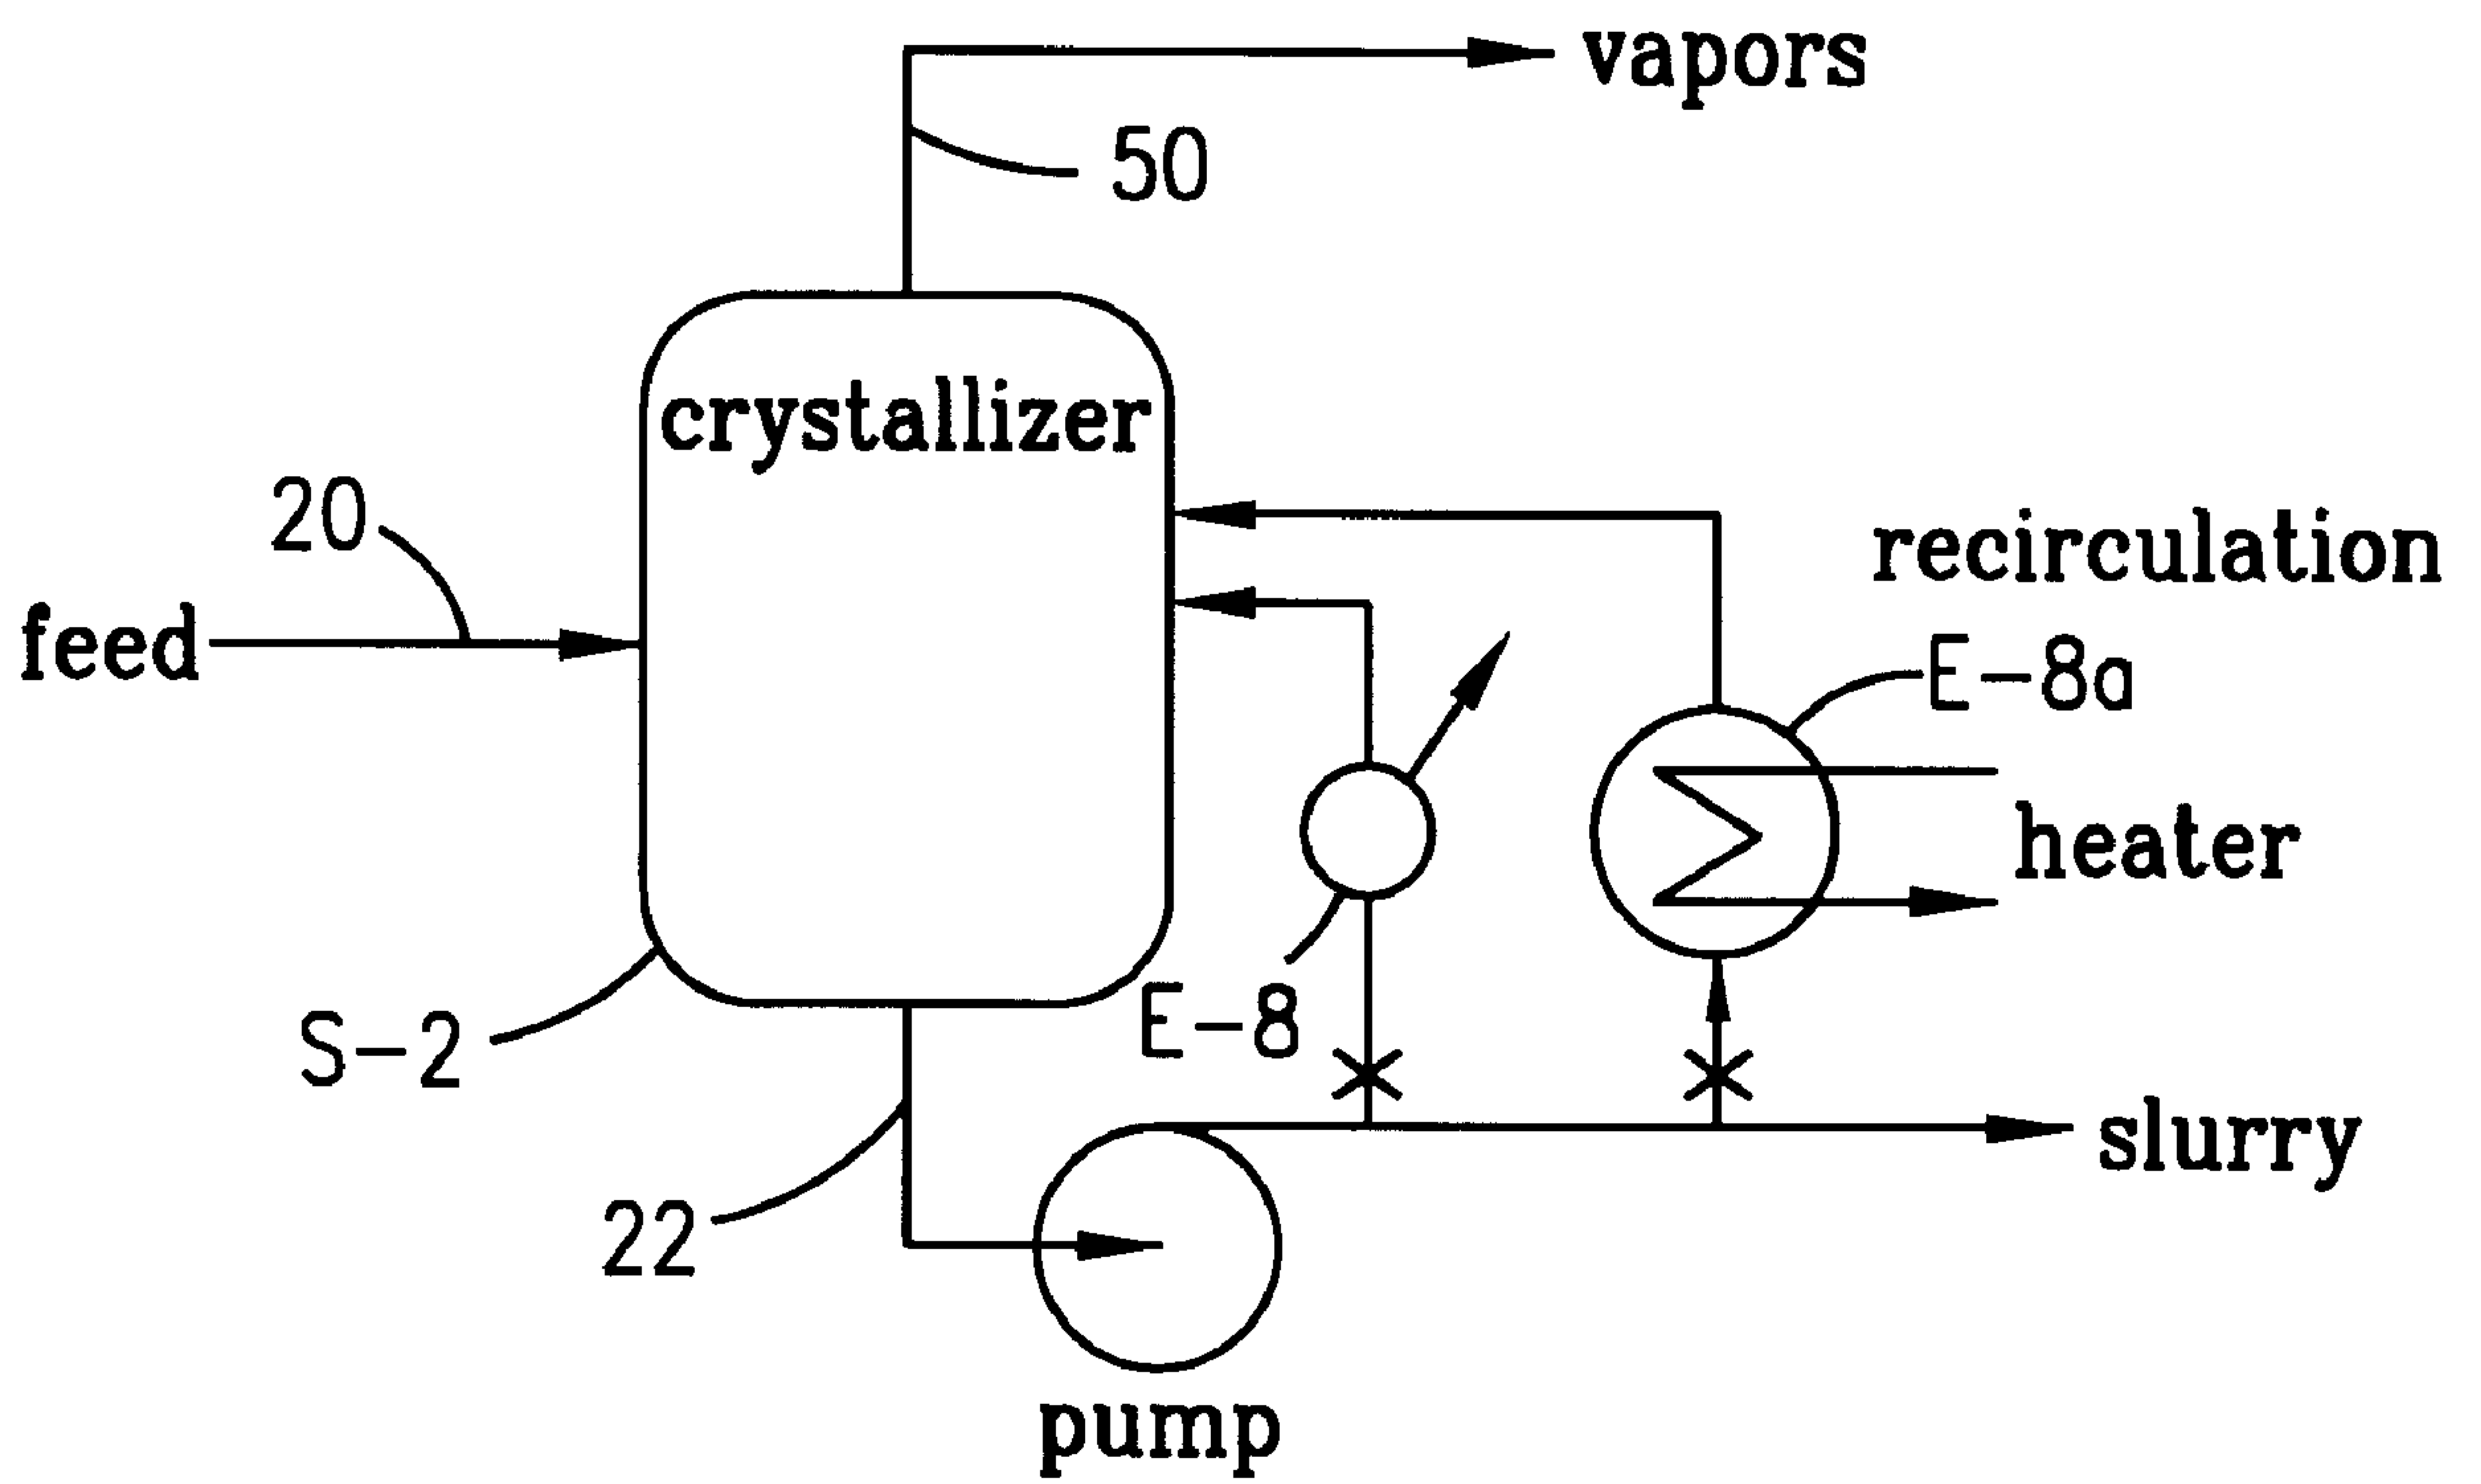 vapors
50
crystallizer
20
recirculation
feed
E-8a
heater
E-8
S-2
slurry
22
pump